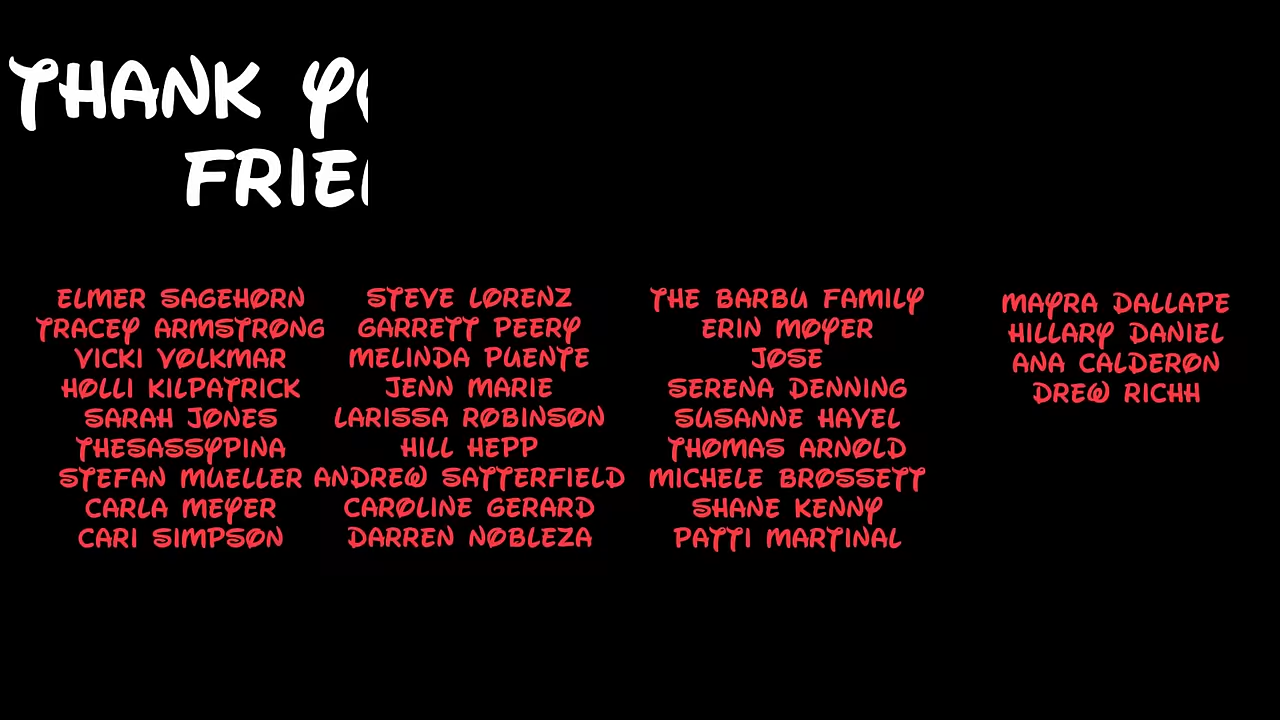 THANK YO
FRIE
ELMER SAGEHORN
TRACEY ARMSTRONG
VICKI VOLKMAR
HOLLI KILPATRICK
SARAH JONES
THESASSYPINA
STEFAN MUELLER
CARLA MEYER
CARI SIMPSON
STEVE LORENZ
GARRETT PEERY
MELINDA PUENTE
JENN MARIE
LARISSA ROBINSON
HILL HEPP
ANDREW SATTERFIELD
CAROLINE GERARD
DARREN NOBLEZA
THE BARBU FAMILY
ERIN MOYER
JOSE
SERENA DENNING
SUSANNE HAVEL
THOMAS ARNOLD
MICHELE BROSSETT
SHANE KENNY
PATTI MARTINAL
MAYRA DALLAPE
HILLARY DANIEL
ANA CALDERON
DREW RICHH